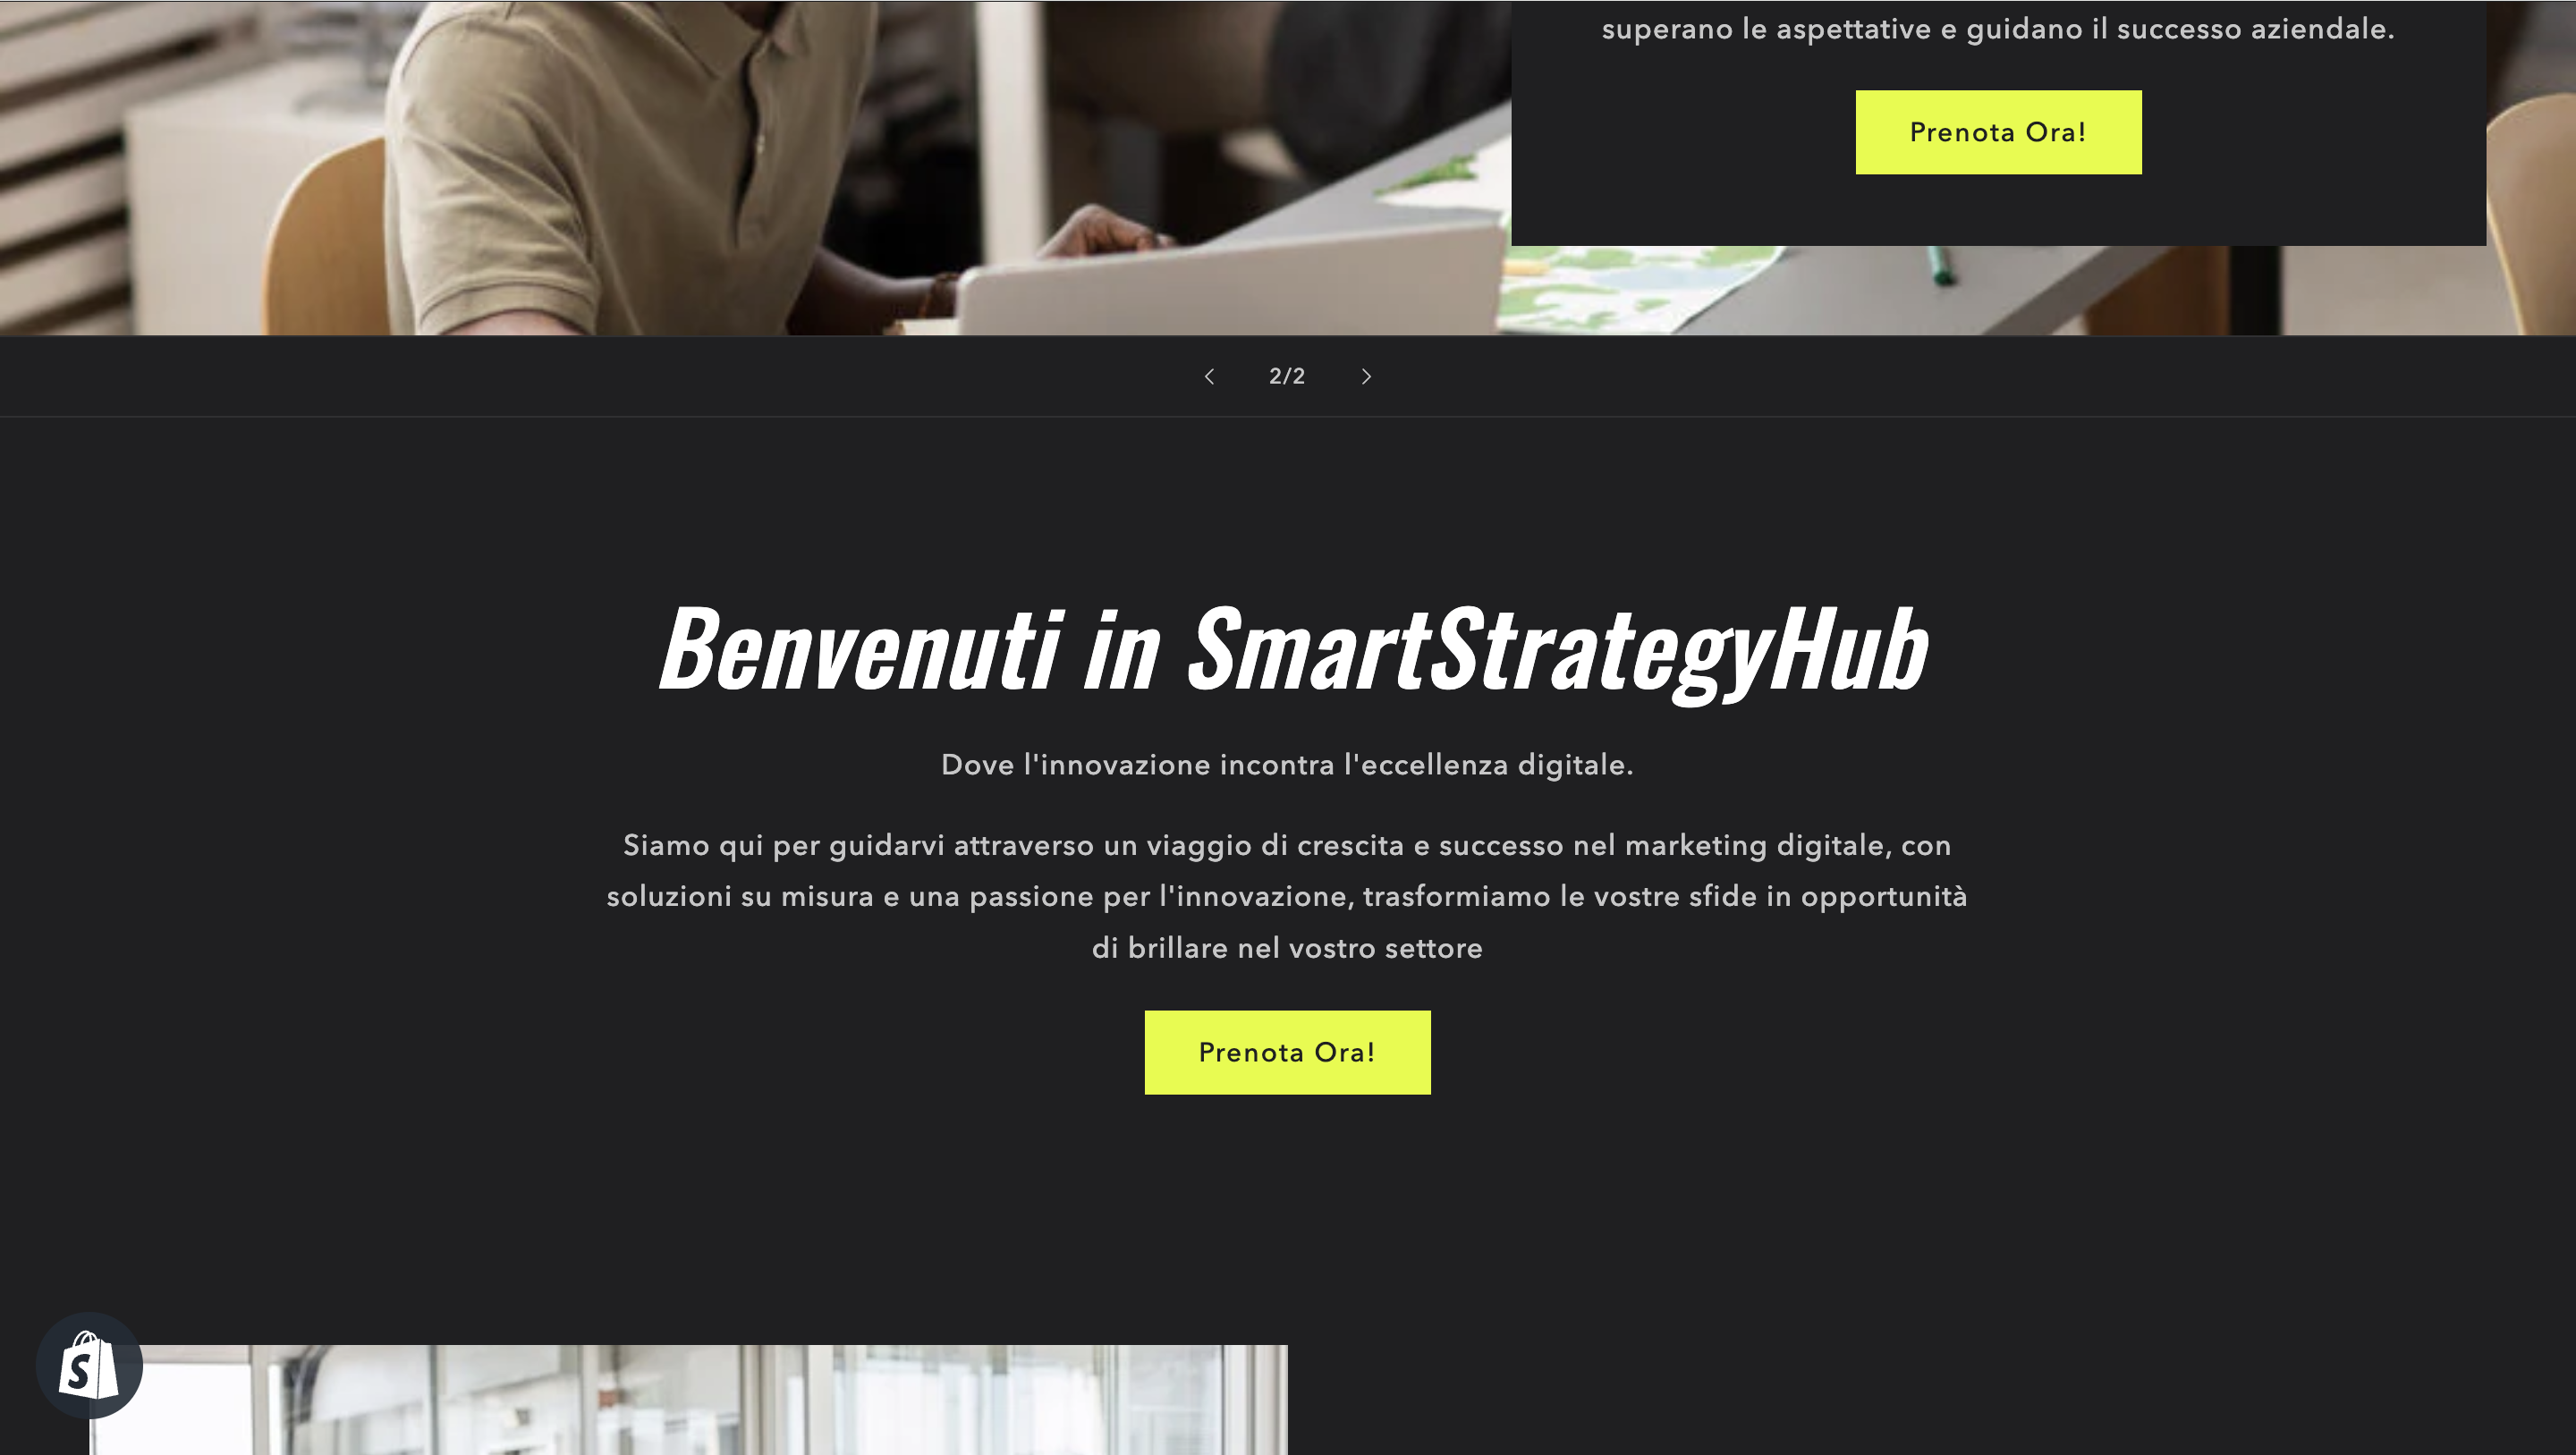 superano le aspettative e guidano il successo aziendale.
Prenota Ora!
2/2
Benvenuti in SmartStrategyHub
Dove l'innovazione incontra l'eccellenza digitale.
Siamo qui per guidarvi attraverso un viaggio di crescita e successo nel marketing digitale, con
soluzioni su misura e una passione per l'innovazione, trasformiamo le vostre sfide in opportunità
di brillare nel vostro settore
Prenota Ora!
S